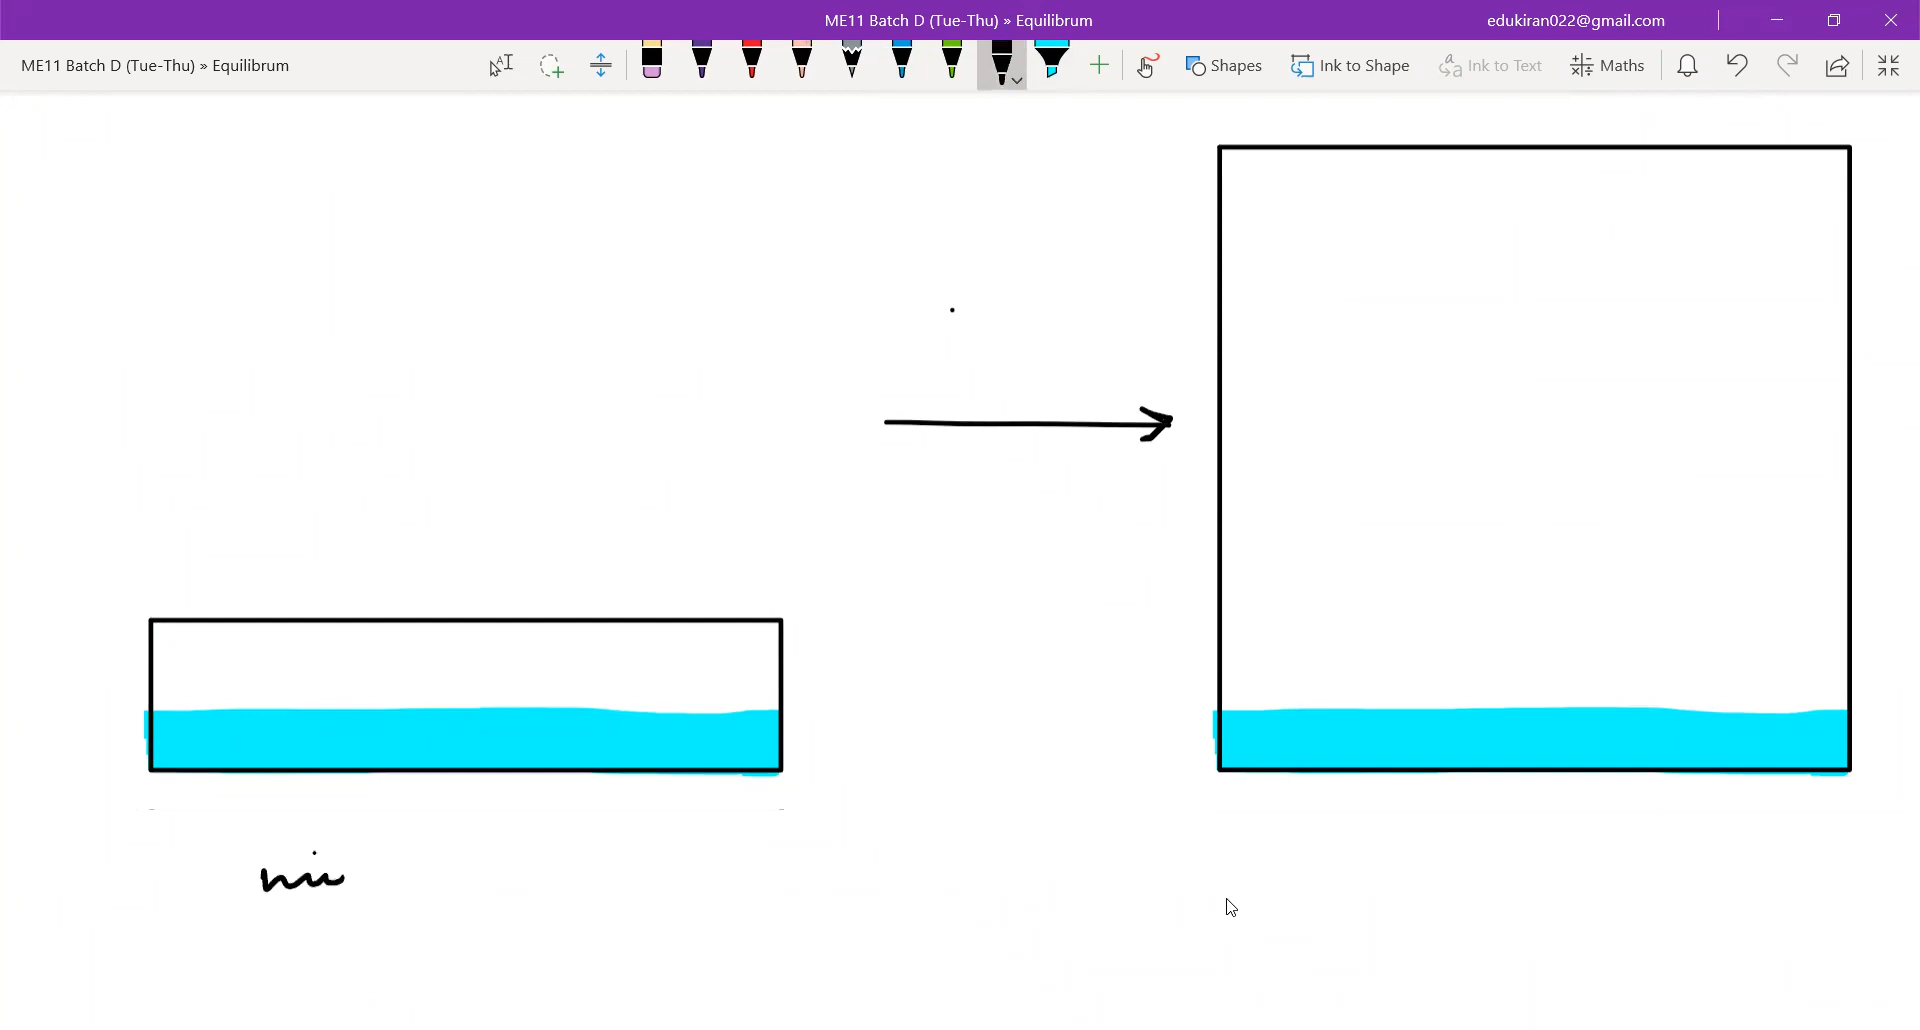 ME11 Batch D (Tue-Thu) » Equilibrum
edukiran022@gmail.com
ME11 Batch D (Tue-Thu) » Equilibrum
Shapes
Ink to Shape
Ink to Text
Maths